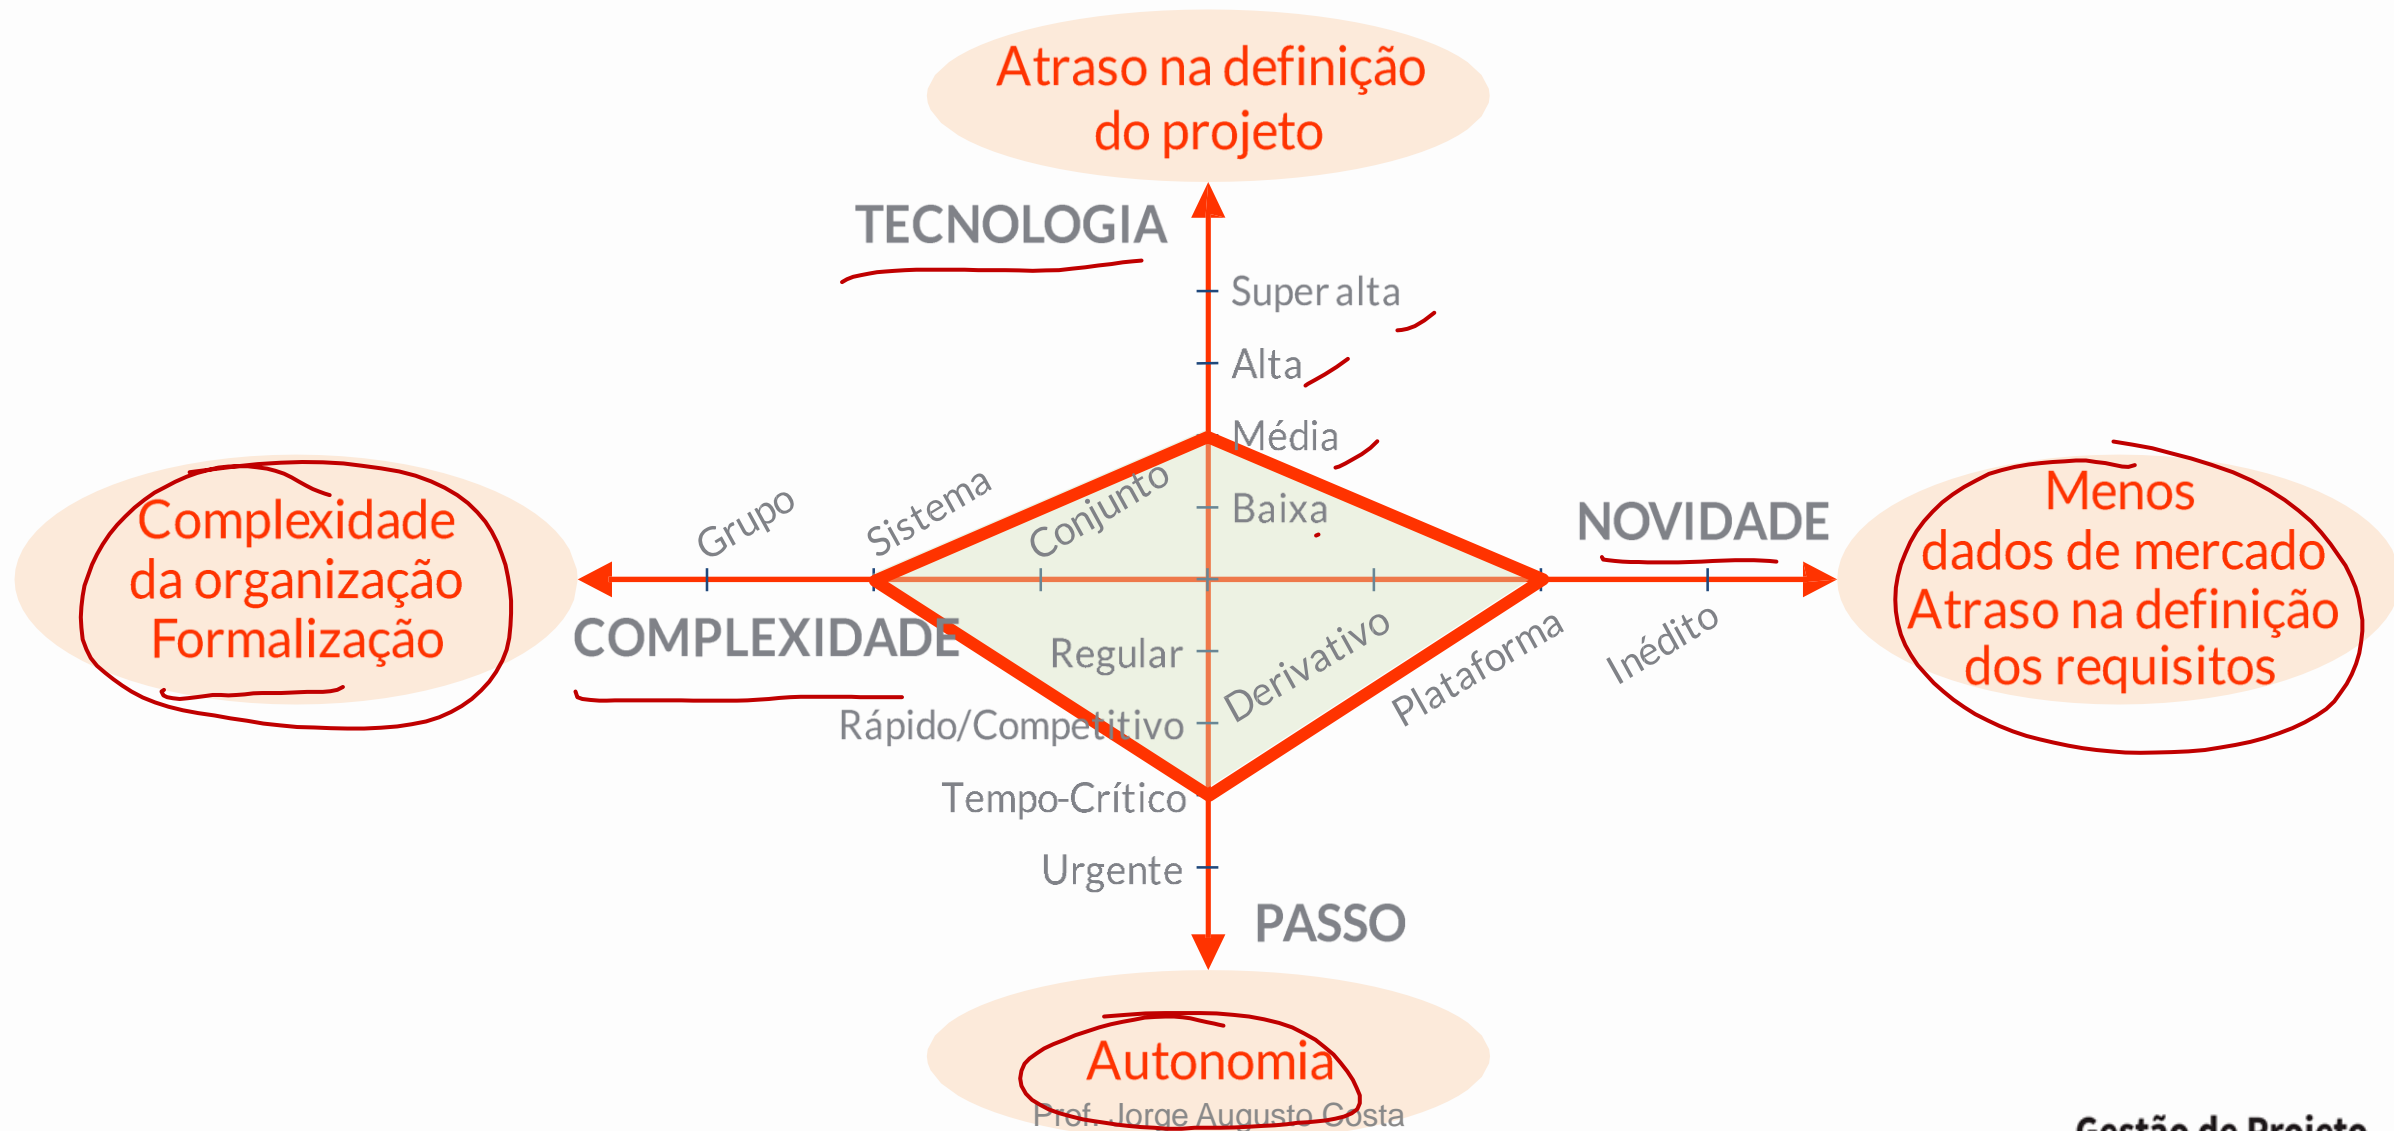 Atraso na definição
do projeto
TECNOLOGIA
Super alta
Alta
Média
Baixa
Grupo
Sistema
Conjunto
NOVIDADE
Complexidade
da organização
Formalização
Menos
dados de mercado
Atraso na definição
dos requisitos
COMPLEXIDADE
Regular
Rápido/Competitivo
Tempo-Crítico
Urgente
Derivativo
Plataforma
Inédito
PASSO
Autonomia
Prof. Jorge Augusto Costa
Gestão de Projeto